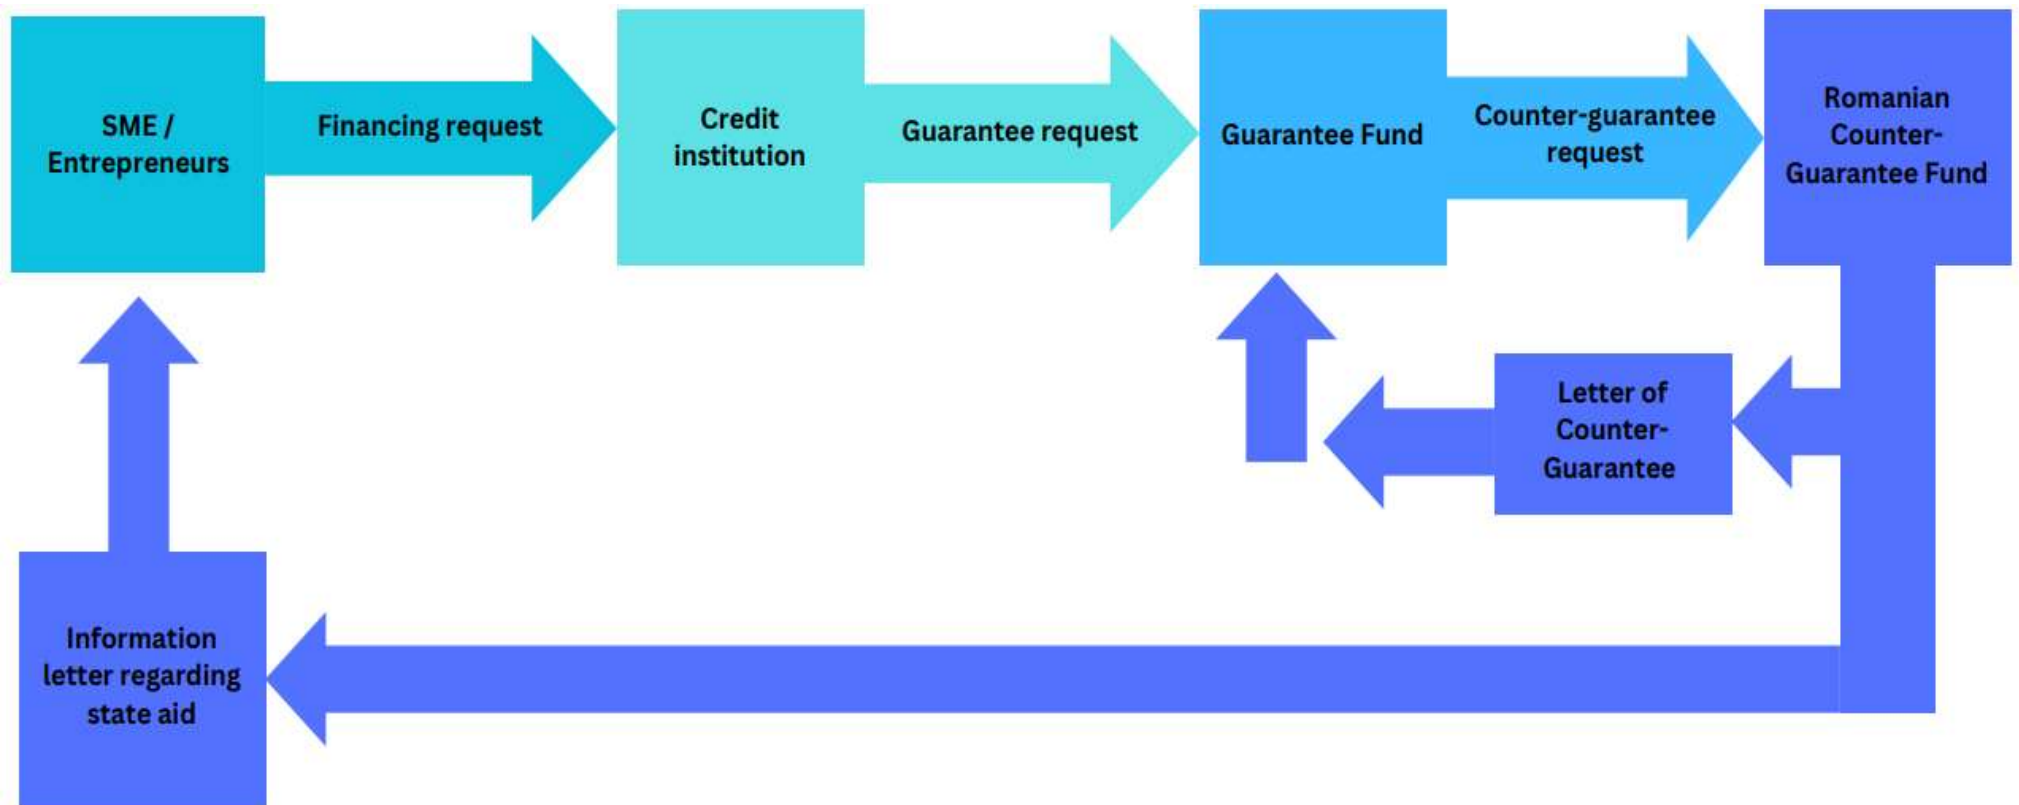 SME /
Entrepreneurs
Financing request
Credit
institution
Guarantee request
Guarantee Fund
Counter-guarantee
request
Romanian
Counter-
Guarantee Fund
Letter of
Counter-
Guarantee
Information
letter regarding
state aid